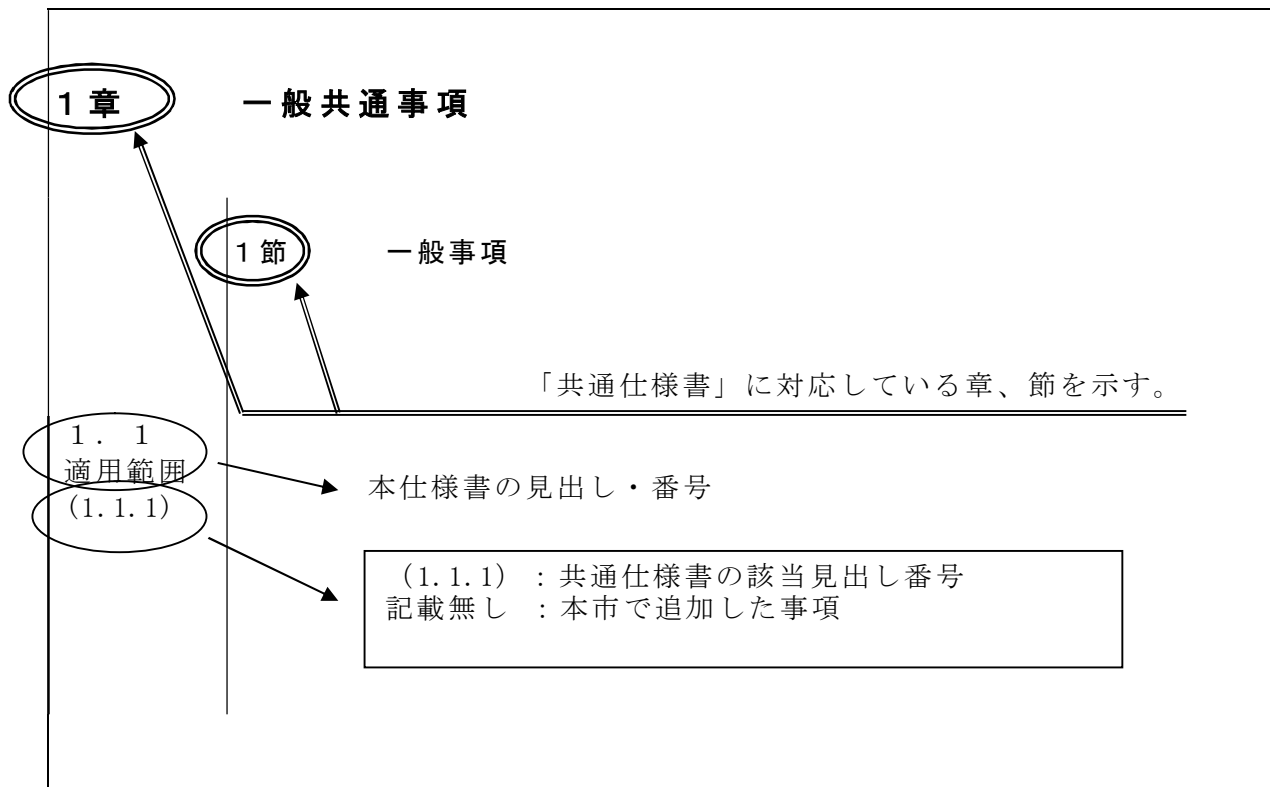 １章　一般共通事項
１節　一般事項
「共通仕様書」に対応している章、節を示す。
１．１
適用範囲
(1.1.1)
本仕様書の見出し・番号
(1.1.1) ：共通仕様書の該当見出し番号
記載無し ：本市で追加した事項